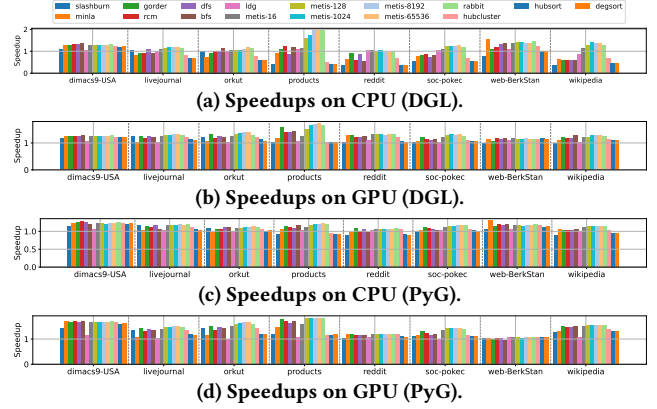 slashburn gorder dfs ldg metis-128 metis-8192 rabbit hubsort degsort
minla rcm bfs metis-16 metis-1024 metis-65536 hubcluster
Speedup
2
1
0
dimacs9-USA livejournal orkut products reddit soc-pokec web-BerkStan wikipedia
(a) Speedups on CPU (DGL).
Speedup
1
0
dimacs9-USA livejournal orkut products reddit soc-pokec web-BerkStan wikipedia
(b) Speedups on GPU (DGL).
Speedup
1.0
0.5
0.0
dimacs9-USA livejournal orkut products reddit soc-pokec web-BerkStan wikipedia
(c) Speedups on CPU (PyG).
Speedup
1
0
dimacs9-USA livejournal orkut products reddit soc-pokec web-BerkStan wikipedia
(d) Speedups on GPU (PyG).